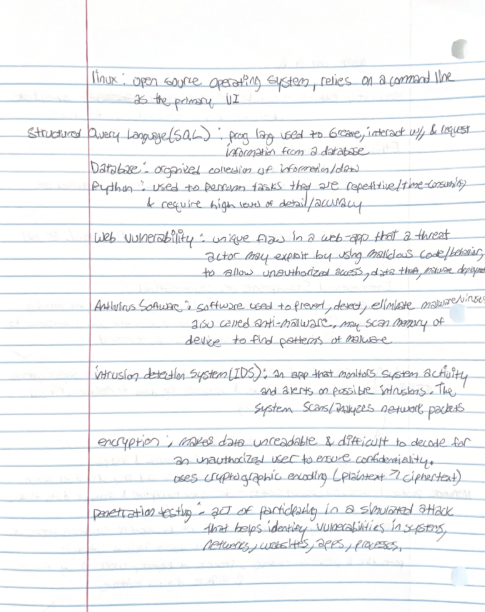 linux: open source operating system, relies on a command line
as the primary UI
Structured Query Language (SQL): prog lang used to create, interact w/, & request
information from a database
Database: organized collection of information/data
Python: used to perform tasks that are repetitive/time-consuming
& require high level of detail/accuracy
Web vulnerability: unique flaw in a web-app that a threat
actor may exploit by using malicious code/behavior,
to allow unauthorized access, data theft, malware deployment
Antivirus Software: software used to prevent, detect, eliminate malware/viruses
also called anti-malware, may scan memory of
device to find patterns of malware
intrusion detection system (IDS): an app that monitors system activity
and alerts on possible intrusions. The
system scans/analyzes network packets
encryption: makes data unreadable & difficult to decode for
an unauthorized user to ensure confidentiality.
uses cryptographic encoding (plaintext → ciphertext)
penetration testing: act of participating in a simulated attack
that helps identify vulnerabilities in systems,
networks, websites, apps, processes.